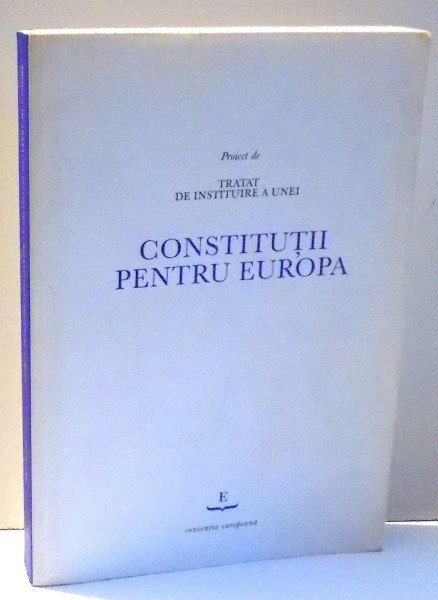 Proiect de
TRATAT
DE INSTITUIRE A UNEI
CONSTITUȚII
PENTRU EUROPA
E
convenția europeană